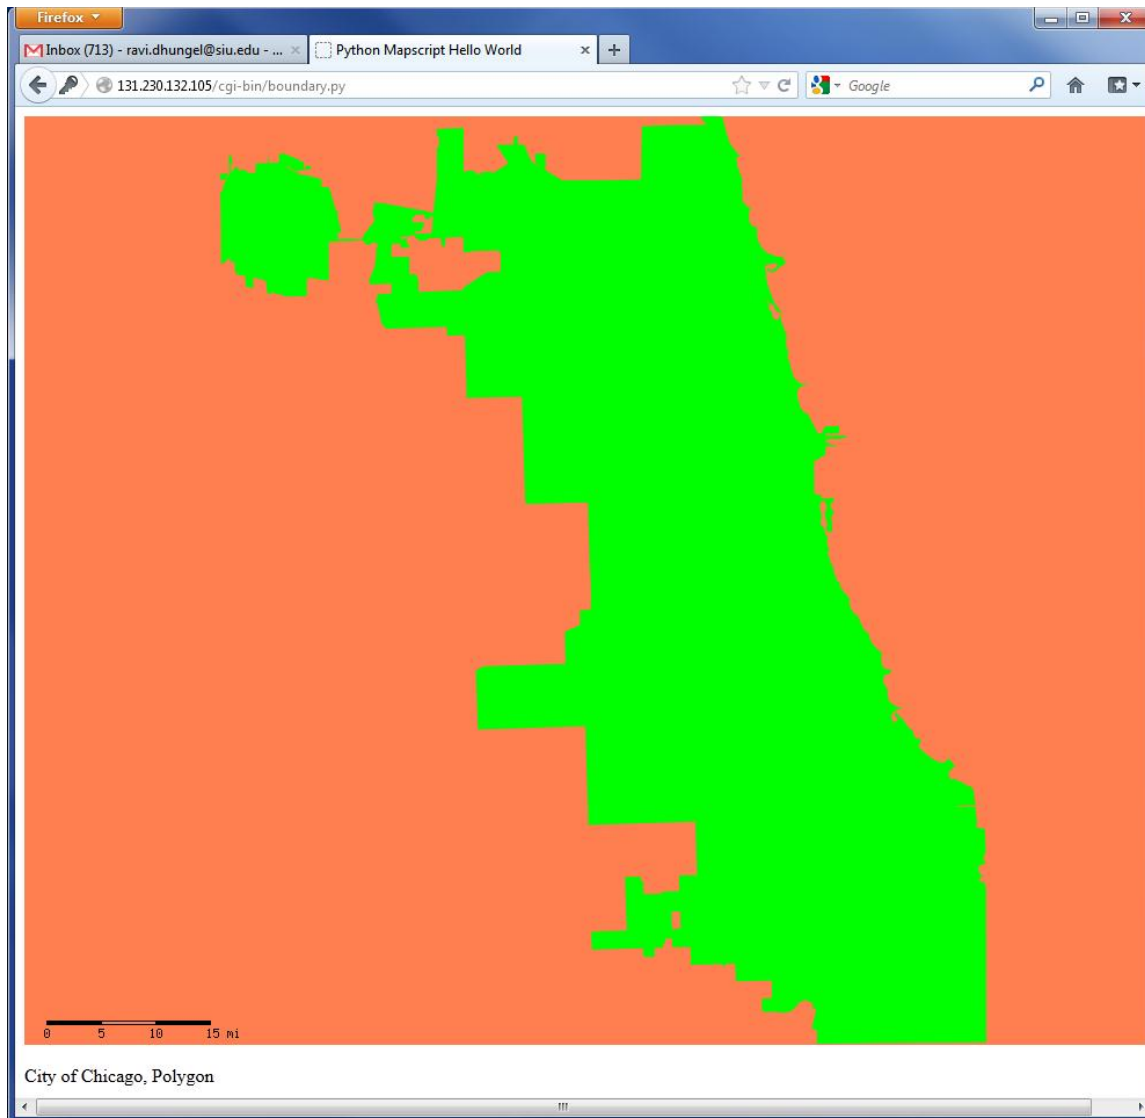 Firefox
Inbox (713) - ravi.dhungel@siu.edu - ...
Python Mapscript Hello World
131.230.132.105/cgi-bin/boundary.py
Google
0 5 10 15 mi
City of Chicago, Polygon